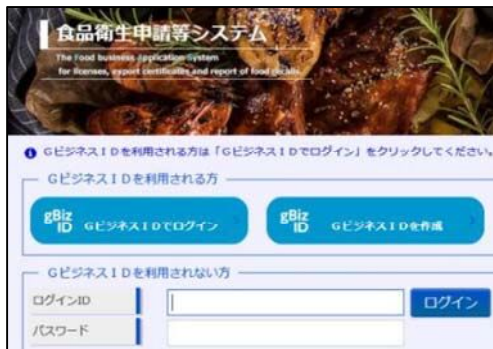 食品衛生申請等システム
The Food business Application System
for licenses, export certificates and report of food recalls
GビジネスIDを利用される方は「GビジネスIDでログイン」をクリックしてください。
GビジネスIDを利用される方
gBiz ID GビジネスIDでログイン
gBiz ID GビジネスIDを作成
GビジネスIDを利用されない方
ログインID
ログイン
パスワード